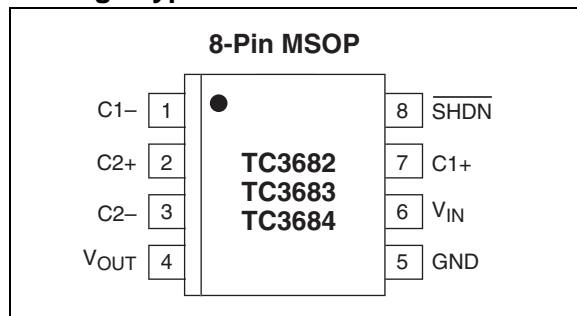 8-Pin MSOP
C1– 1
C2+ 2
C2– 3
VOUT 4
TC3682
TC3683
TC3684
8 SHDN
7 C1+
6 VIN
5 GND